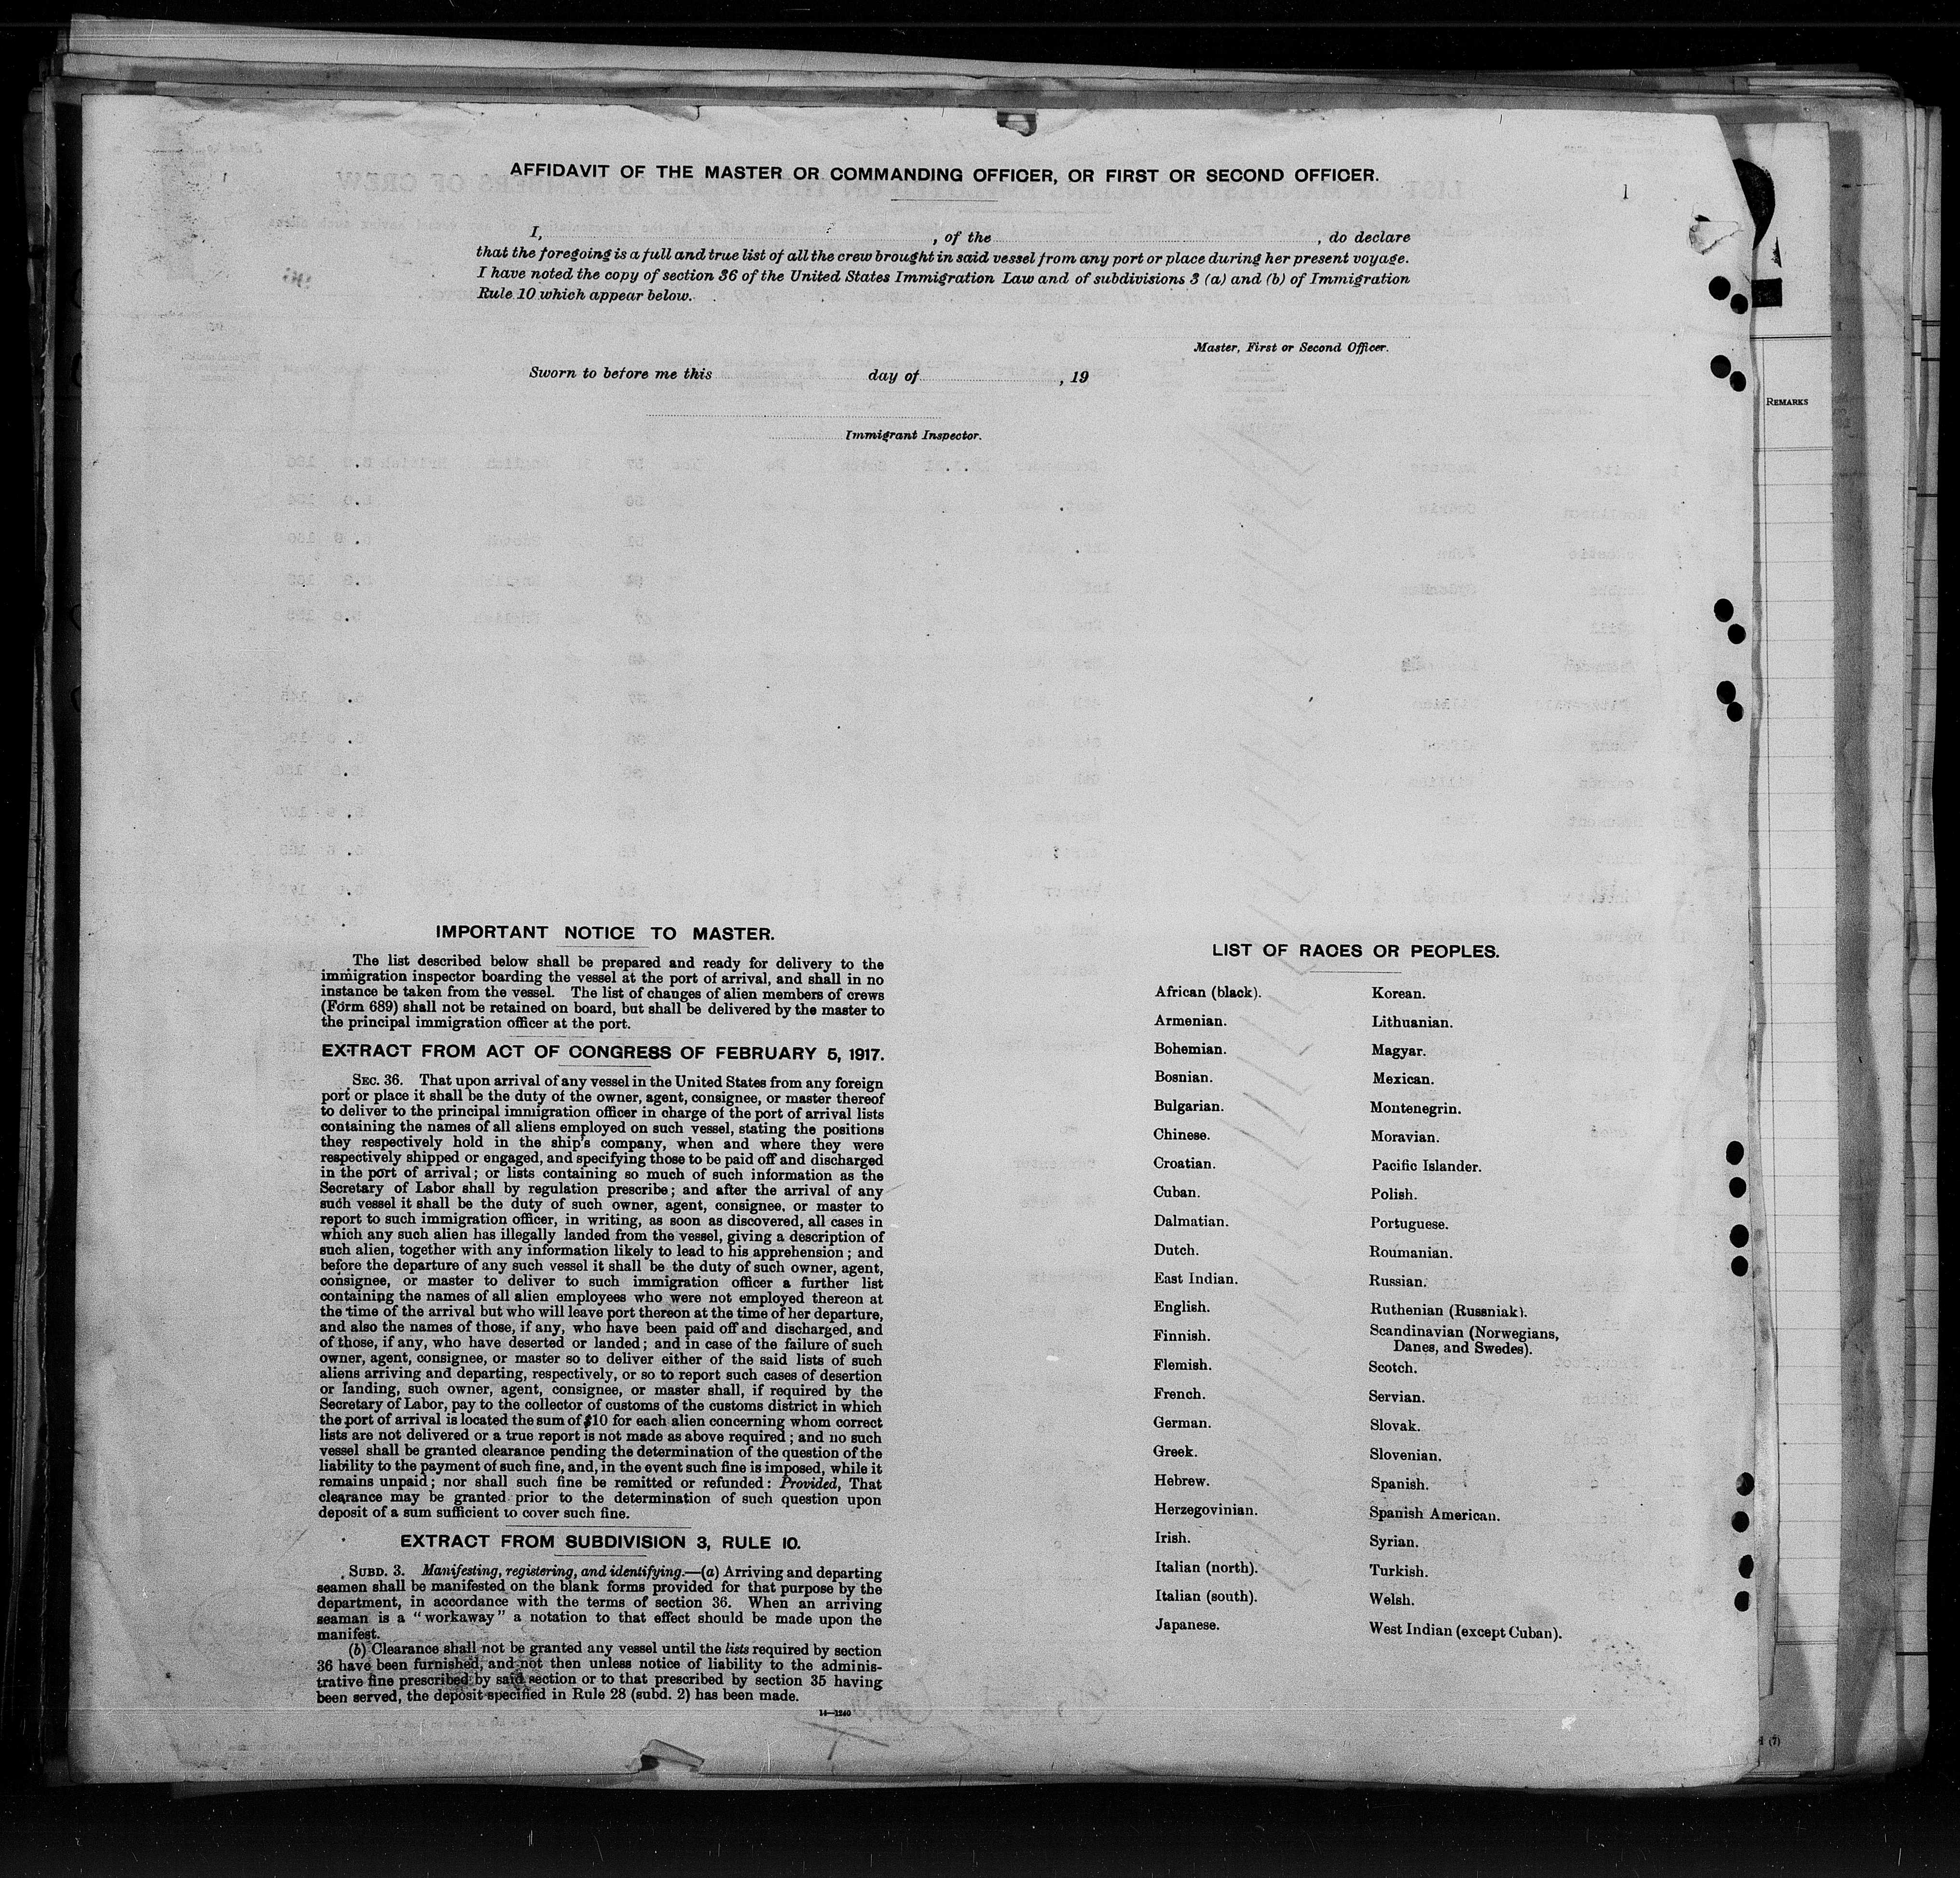 AFFIDAVIT OF THE MASTER OR COMMANDING OFFICER, OR FIRST OR SECOND OFFICER.
I, , of the , do declare
that the foregoing is a full and true list of all the crew brought in said vessel from any port or place during her present voyage.
I have noted the copy of section 36 of the United States Immigration Law and of subdivisions 3 (a) and (b) of Immigration
Rule 10 which appear below.
Master, First or Second Officer.
Sworn to before me this day of , 19
Immigrant Inspector.
REMARKS
IMPORTANT NOTICE TO MASTER.
The list described below shall be prepared and ready for delivery to the
immigration inspector boarding the vessel at the port of arrival, and shall in no
instance be taken from the vessel. The list of changes of alien members of crews
(Form 689) shall not be retained on board, but shall be delivered by the master to
the principal immigration officer at the port.
EXTRACT FROM ACT OF CONGRESS OF FEBRUARY 5, 1917.
SEC. 36. That upon arrival of any vessel in the United States from any foreign
port or place it shall be the duty of the owner, agent, consignee, or master thereof
to deliver to the principal immigration officer in charge of the port of arrival lists
containing the names of all aliens employed on such vessel, stating the positions
they respectively hold in the ship's company, when and where they were
respectively shipped or engaged, and specifying those to be paid off and discharged
in the port of arrival; or lists containing so much of such information as the
Secretary of Labor shall by regulation prescribe; and after the arrival of any
such vessel it shall be the duty of such owner, agent, consignee, or master to
report to such immigration officer, in writing, as soon as discovered, all cases in
which any such alien has illegally landed from the vessel, giving a description of
such alien, together with any information likely to lead to his apprehension; and
before the departure of any such vessel it shall be the duty of such owner, agent,
consignee, or master to deliver to such immigration officer a further list
containing the names of all alien employees who were not employed thereon at
the time of the arrival but who will leave port thereon at the time of her departure,
and also the names of those, if any, who have been paid off and discharged, and
of those, if any, who have deserted or landed; and in case of the failure of such
owner, agent, consignee, or master so to deliver either of the said lists of such
aliens arriving and departing, respectively, or so to report such cases of desertion
or landing, such owner, agent, consignee, or master shall, if required by the
Secretary of Labor, pay to the collector of customs of the customs district in which
the port of arrival is located the sum of $10 for each alien concerning whom correct
lists are not delivered or a true report is not made as above required; and no such
vessel shall be granted clearance pending the determination of the question of the
liability to the payment of such fine, and, in the event such fine is imposed, while it
remains unpaid; nor shall such fine be remitted or refunded: Provided, That
clearance may be granted prior to the determination of such question upon
deposit of a sum sufficient to cover such fine.
EXTRACT FROM SUBDIVISION 3, RULE 10.
SUBD. 3. Manifesting, registering, and identifying.—(a) Arriving and departing
seamen shall be manifested on the blank forms provided for that purpose by the
department, in accordance with the terms of section 36. When an arriving
seaman is a "workaway" a notation to that effect should be made upon the
manifest.
(b) Clearance shall not be granted any vessel until the lists required by section
36 have been furnished, and not then unless notice of liability to the adminis-
trative fine prescribed by said section or to that prescribed by section 35 having
been served, the deposit specified in Rule 28 (subd. 2) has been made.
14—1240
LIST OF RACES OR PEOPLES.
African (black).
Armenian.
Bohemian.
Bosnian.
Bulgarian.
Chinese.
Croatian.
Cuban.
Dalmatian.
Dutch.
East Indian.
English.
Finnish.
Flemish.
French.
German.
Greek.
Hebrew.
Herzegovinian.
Irish.
Italian (north).
Italian (south).
Japanese.
Korean.
Lithuanian.
Magyar.
Mexican.
Montenegrin.
Moravian.
Pacific Islander.
Polish.
Portuguese.
Roumanian.
Russian.
Ruthenian (Russniak).
Scandinavian (Norwegians,
Danes, and Swedes).
Scotch.
Servian.
Slovak.
Slovenian.
Spanish.
Spanish American.
Syrian.
Turkish.
Welsh.
West Indian (except Cuban).
(7)